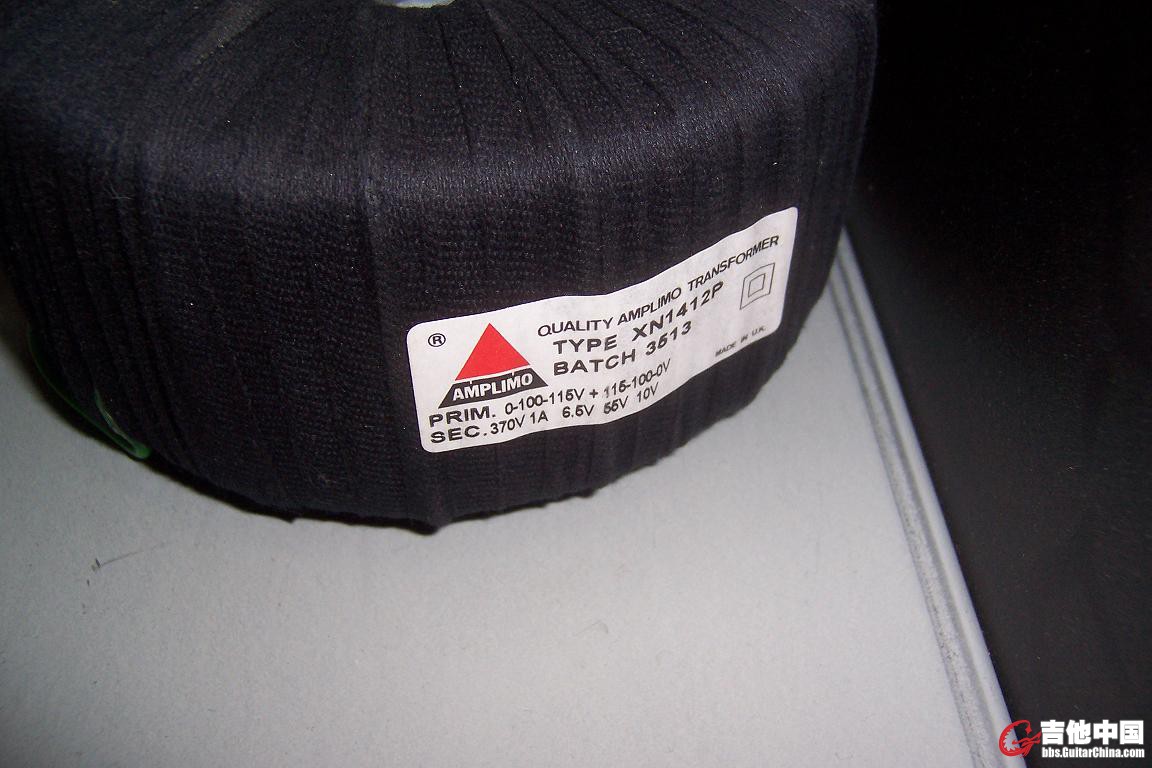 QUALITY AMPLIMO TRANSFORMER
®
TYPE XN1412P
BATCH 3513
AMPLIMO
MADE IN U.K.
PRIM. 0-100-115V + 115-100-0V
SEC. 370V 1A 6.5V 55V 10V
吉他中国
bbs.GuitarChina.com